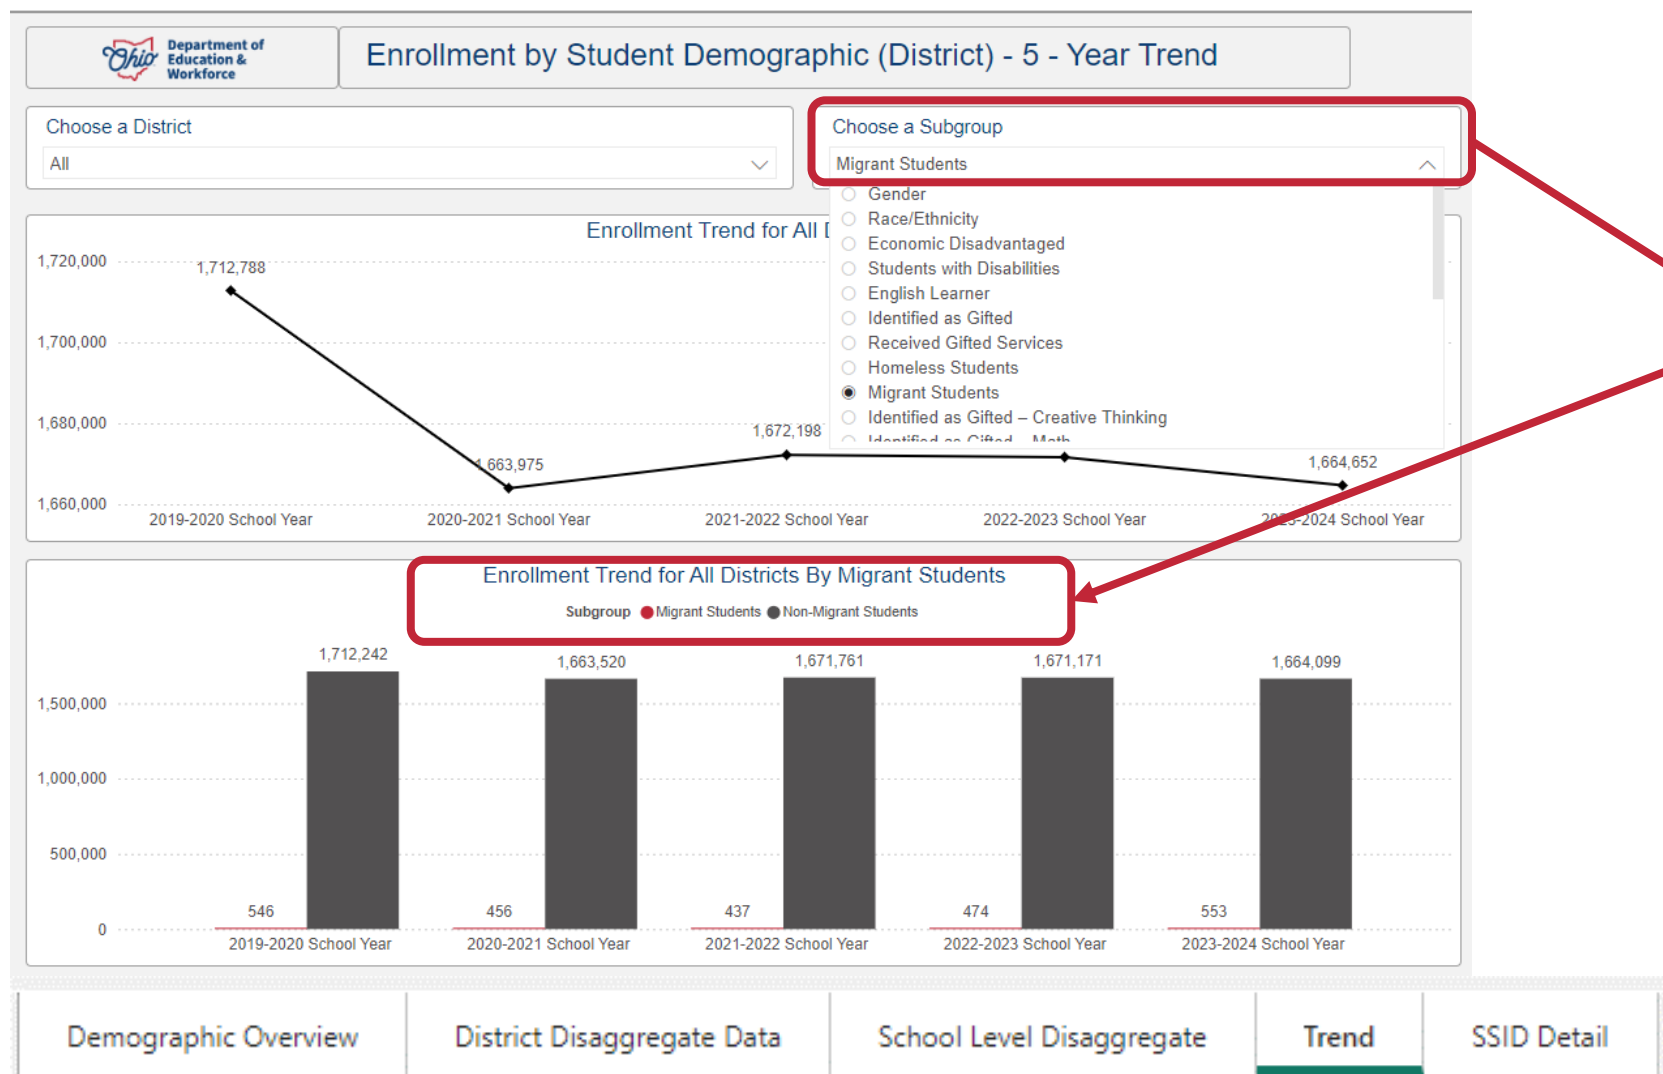 Ohio
Department of
Education &
Workforce
Enrollment by Student Demographic (District) - 5 - Year Trend
Choose a District
All
Choose a Subgroup
Migrant Students
Gender
Race/Ethnicity
Economic Disadvantaged
Students with Disabilities
English Learner
Identified as Gifted
Received Gifted Services
Homeless Students
Migrant Students
Identified as Gifted – Creative Thinking
Identified as Gifted – Math
Enrollment Trend for All
1,720,000
1,700,000
1,680,000
1,660,000
1,712,788
1,663,975
1,672,198
1,664,652
2019-2020 School Year
2020-2021 School Year
2021-2022 School Year
2022-2023 School Year
2023-2024 School Year
Enrollment Trend for All Districts By Migrant Students
Subgroup Migrant Students Non-Migrant Students
1,500,000
1,000,000
500,000
0
546
1,712,242
456
1,663,520
437
1,671,761
474
1,671,171
553
1,664,099
2019-2020 School Year
2020-2021 School Year
2021-2022 School Year
2022-2023 School Year
2023-2024 School Year
Demographic Overview
District Disaggregate Data
School Level Disaggregate
Trend
SSID Detail